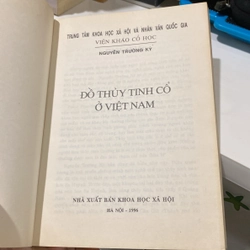 TRUNG TÂM KHOA HỌC XÃ HỘI VÀ NHÂN VĂN QUỐC GIA
VIỆN KHẢO CỔ HỌC
NGUYỄN TRƯỜNG KỲ
ĐỒ THỦY TINH CỔ
Ở VIỆT NAM
NHÀ XUẤT BẢN KHOA HỌC XÃ HỘI
HÀ NỘI - 1996